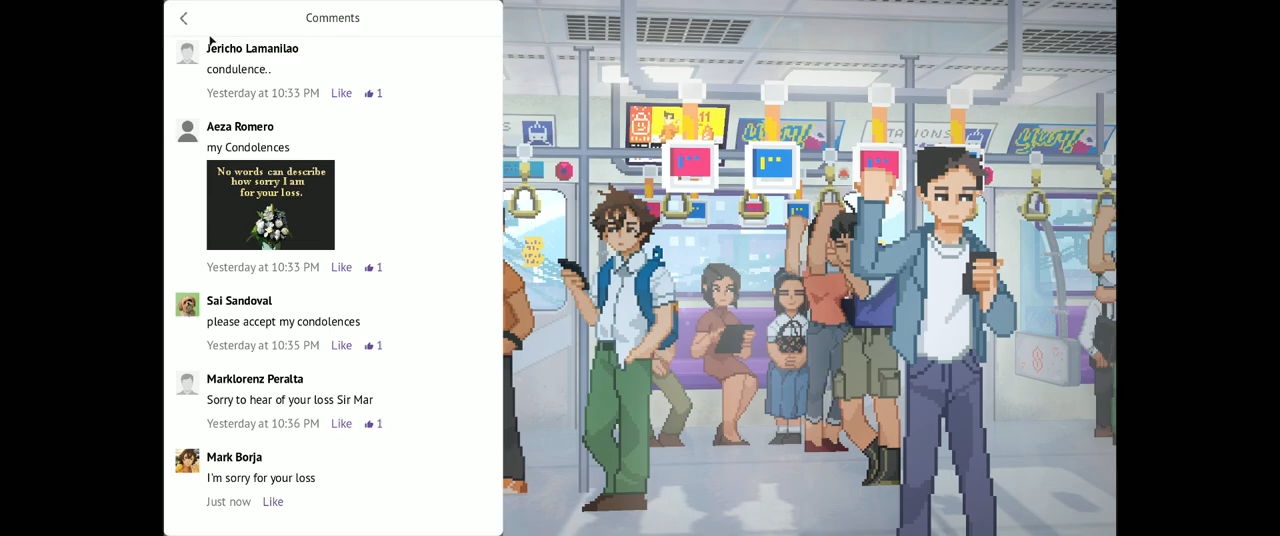 Comments
Jericho Lamanilao
condulence..
Yesterday at 10:33 PM Like 1
Aeza Romero
my Condolences
No words can describe
how sorry I am
for your loss.
Yesterday at 10:33 PM Like 1
Sai Sandoval
please accept my condolences
Yesterday at 10:35 PM Like 1
Marklorenz Peralta
Sorry to hear of your loss Sir Mar
Yesterday at 10:36 PM Like 1
Mark Borja
I'm sorry for your loss
Just now Like
11